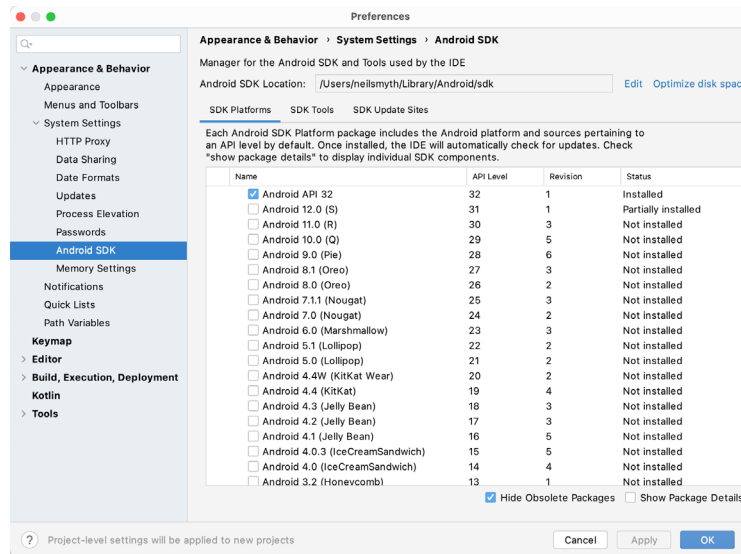 Preferences
Appearance & Behavior › System Settings › Android SDK
Manager for the Android SDK and Tools used by the IDE
Android SDK Location: /Users/neilsmyth/Library/Android/sdk Edit Optimize disk spac
Appearance & Behavior
Appearance
Menus and Toolbars
System Settings
HTTP Proxy
Data Sharing
Date Formats
Updates
Process Elevation
Passwords
Android SDK
Memory Settings
Notifications
Quick Lists
Path Variables
Keymap
Editor
Build, Execution, Deployment
Kotlin
Tools
SDK Platforms SDK Tools SDK Update Sites
Each Android SDK Platform package includes the Android platform and sources pertaining to
an API level by default. Once installed, the IDE will automatically check for updates. Check
"show package details" to display individual SDK components.
Name API Level Revision Status
Android API 32 32 1 Installed
Android 12.0 (S) 31 1 Partially installed
Android 11.0 (R) 30 3 Not installed
Android 10.0 (Q) 29 5 Not installed
Android 9.0 (Pie) 28 6 Not installed
Android 8.1 (Oreo) 27 3 Not installed
Android 8.0 (Oreo) 26 2 Not installed
Android 7.1.1 (Nougat) 25 3 Not installed
Android 7.0 (Nougat) 24 2 Not installed
Android 6.0 (Marshmallow) 23 3 Not installed
Android 5.1 (Lollipop) 22 2 Not installed
Android 5.0 (Lollipop) 21 2 Not installed
Android 4.4W (KitKat Wear) 20 2 Not installed
Android 4.4 (KitKat) 19 4 Not installed
Android 4.3 (Jelly Bean) 18 3 Not installed
Android 4.2 (Jelly Bean) 17 3 Not installed
Android 4.1 (Jelly Bean) 16 5 Not installed
Android 4.0.3 (IceCreamSandwich) 15 5 Not installed
Android 4.0 (IceCreamSandwich) 14 4 Not installed
Android 3.2 (Honeycomb) 13 1 Not installed
Hide Obsolete Packages Show Package Details
? Project-level settings will be applied to new projects
Cancel Apply OK